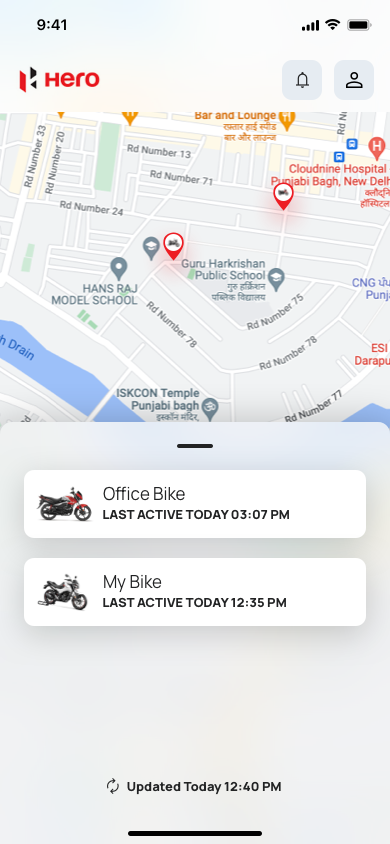 9:41
Hero
Bar and Lounge
रफ़्तार हाई स्पीड
बार और लाउन्ज
Rd Number 33
Rd Number 20
Rd Number 13
Rd Number 71
Rd Number 24
Cloudnine Hospital
Punjabi Bagh, New Delh
क्लौद्नि
हॉस्पिटल
H
Guru Harkrishan
Public School
गुरु हर्किशन
पब्लिक विद्यालय
HANS RAJ
MODEL SCHOOL
CNG
Punja
Rd Number 75
Rd Number 78
Rd Number 78
ESI
Darapu
h Drain
ISKCON Temple
Punjabi bagh
इस्कॉन मंदिर,
Rd Number 77
Office Bike
LAST ACTIVE TODAY 03:07 PM
My Bike
LAST ACTIVE TODAY 12:35 PM
Updated Today 12:40 PM